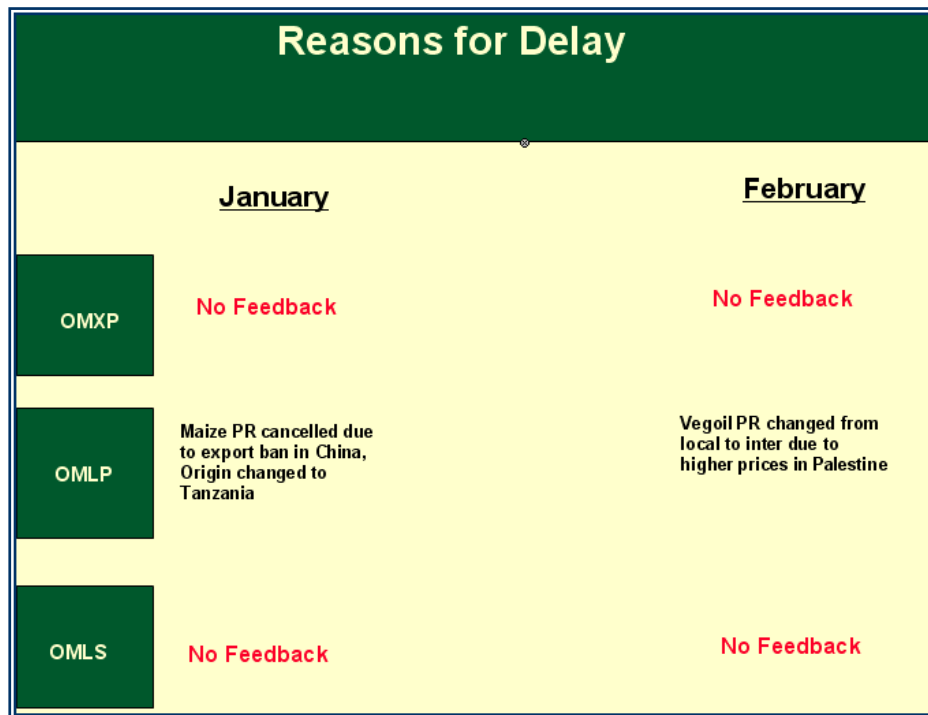 Reasons for Delay
January
February
OMXP
No Feedback
No Feedback
OMLP
Maize PR cancelled due
to export ban in China,
Origin changed to
Tanzania
Vegoil PR changed from
local to inter due to
higher prices in Palestine
OMLS
No Feedback
No Feedback